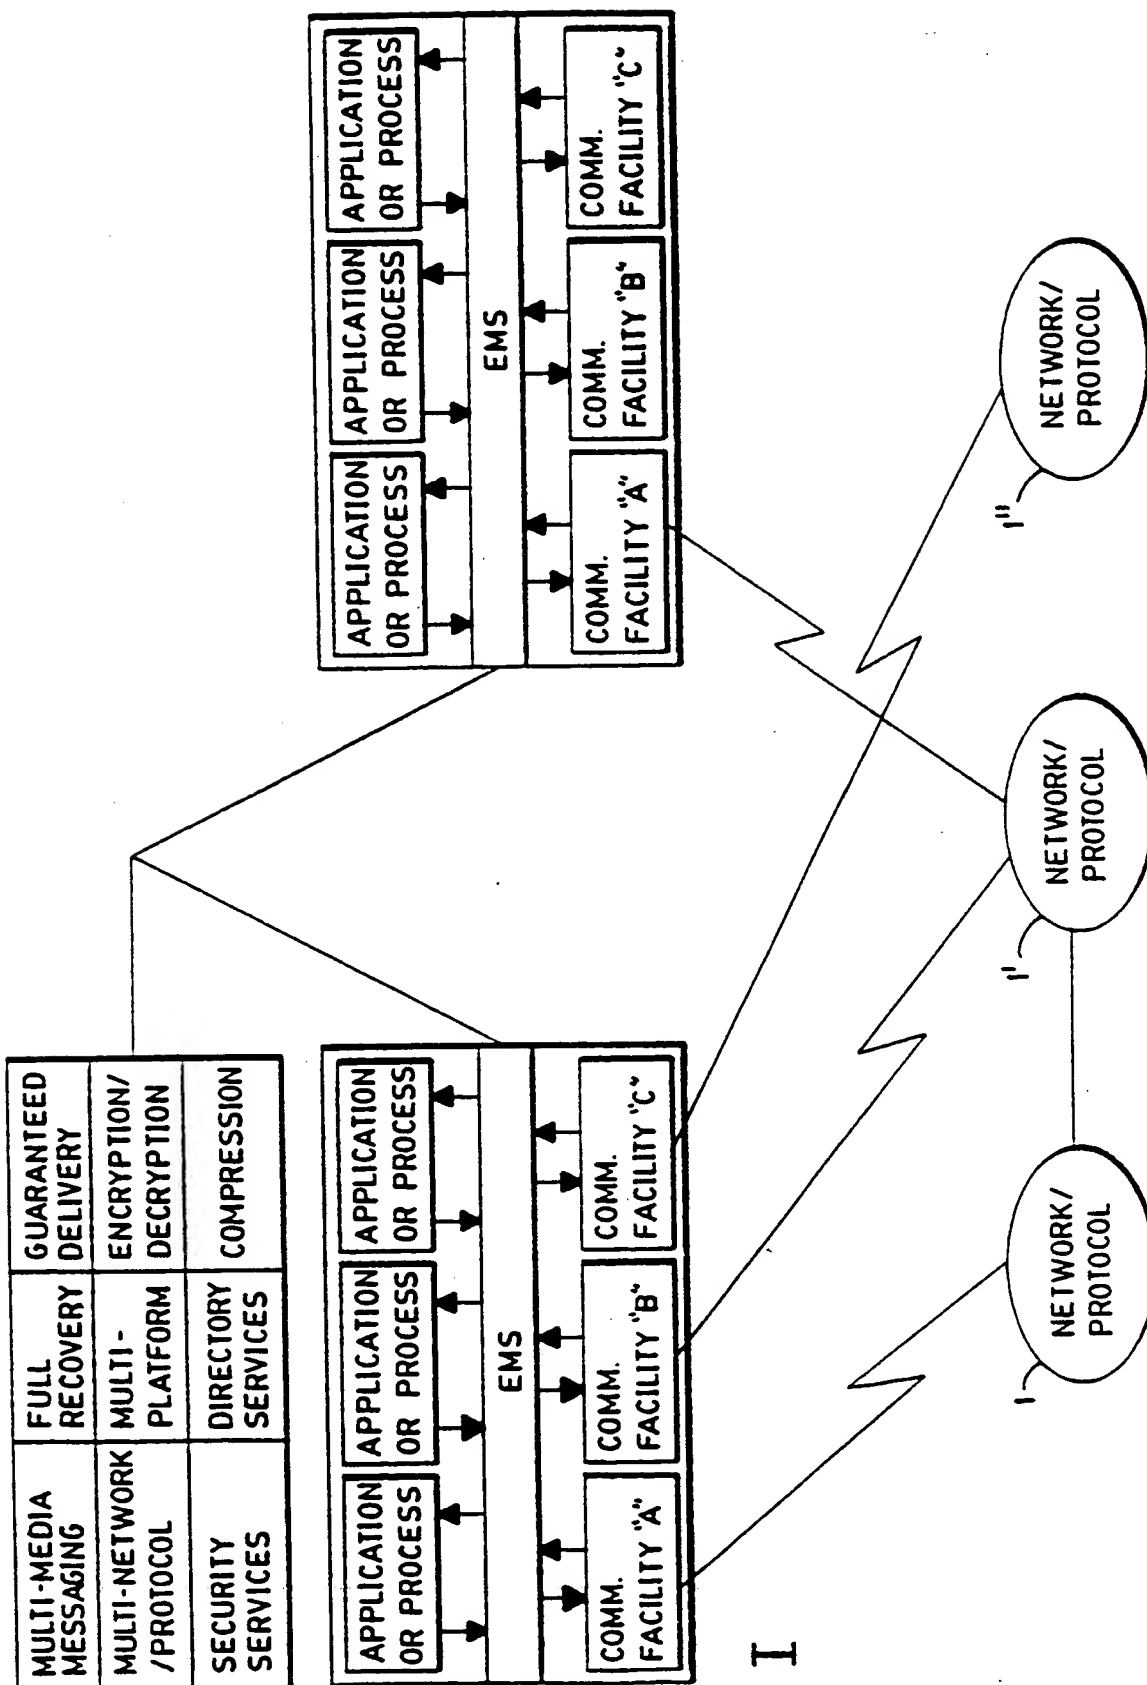 MULTI-MEDIA
MESSAGING
FULL
RECOVERY
GUARANTEED
DELIVERY
MULTI-NETWORK
/PROTOCOL
MULTI-
PLATFORM
ENCRYPTION/
DECRYPTION
SECURITY
SERVICES
DIRECTORY
SERVICES
COMPRESSION
APPLICATION
OR PROCESS
APPLICATION
OR PROCESS
APPLICATION
OR PROCESS
EMS
COMM.
FACILITY "A"
COMM.
FACILITY "B"
COMM.
FACILITY "C"
APPLICATION
OR PROCESS
APPLICATION
OR PROCESS
APPLICATION
OR PROCESS
EMS
COMM.
FACILITY "A"
COMM.
FACILITY "B"
COMM.
FACILITY "C"
I
1
NETWORK/
PROTOCOL
1'
NETWORK/
PROTOCOL
1"
NETWORK/
PROTOCOL